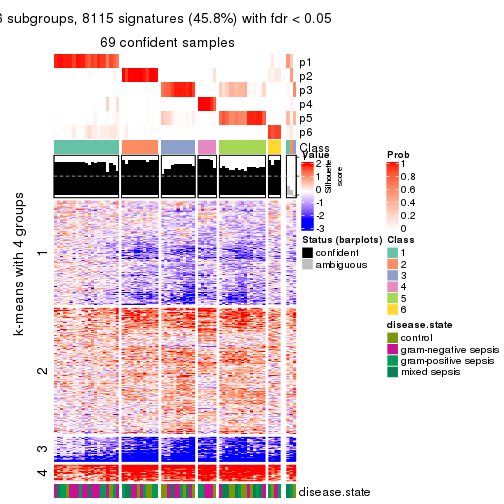 6 subgroups, 8115 signatures (45.8%) with fdr < 0.05
69 confident samples
p1
p2
p3
p4
p5
p6
Class
Silhouette score
k-means with 4 groups
1
2
3
4
disease.state
Value
2
1
0
-1
-2
-3
Status (barplots)
confident
ambiguous
Prob
1
0.8
0.6
0.4
0.2
0
Class
1
2
3
4
5
6
disease.state
control
gram-negative sepsis
gram-positive sepsis
mixed sepsis